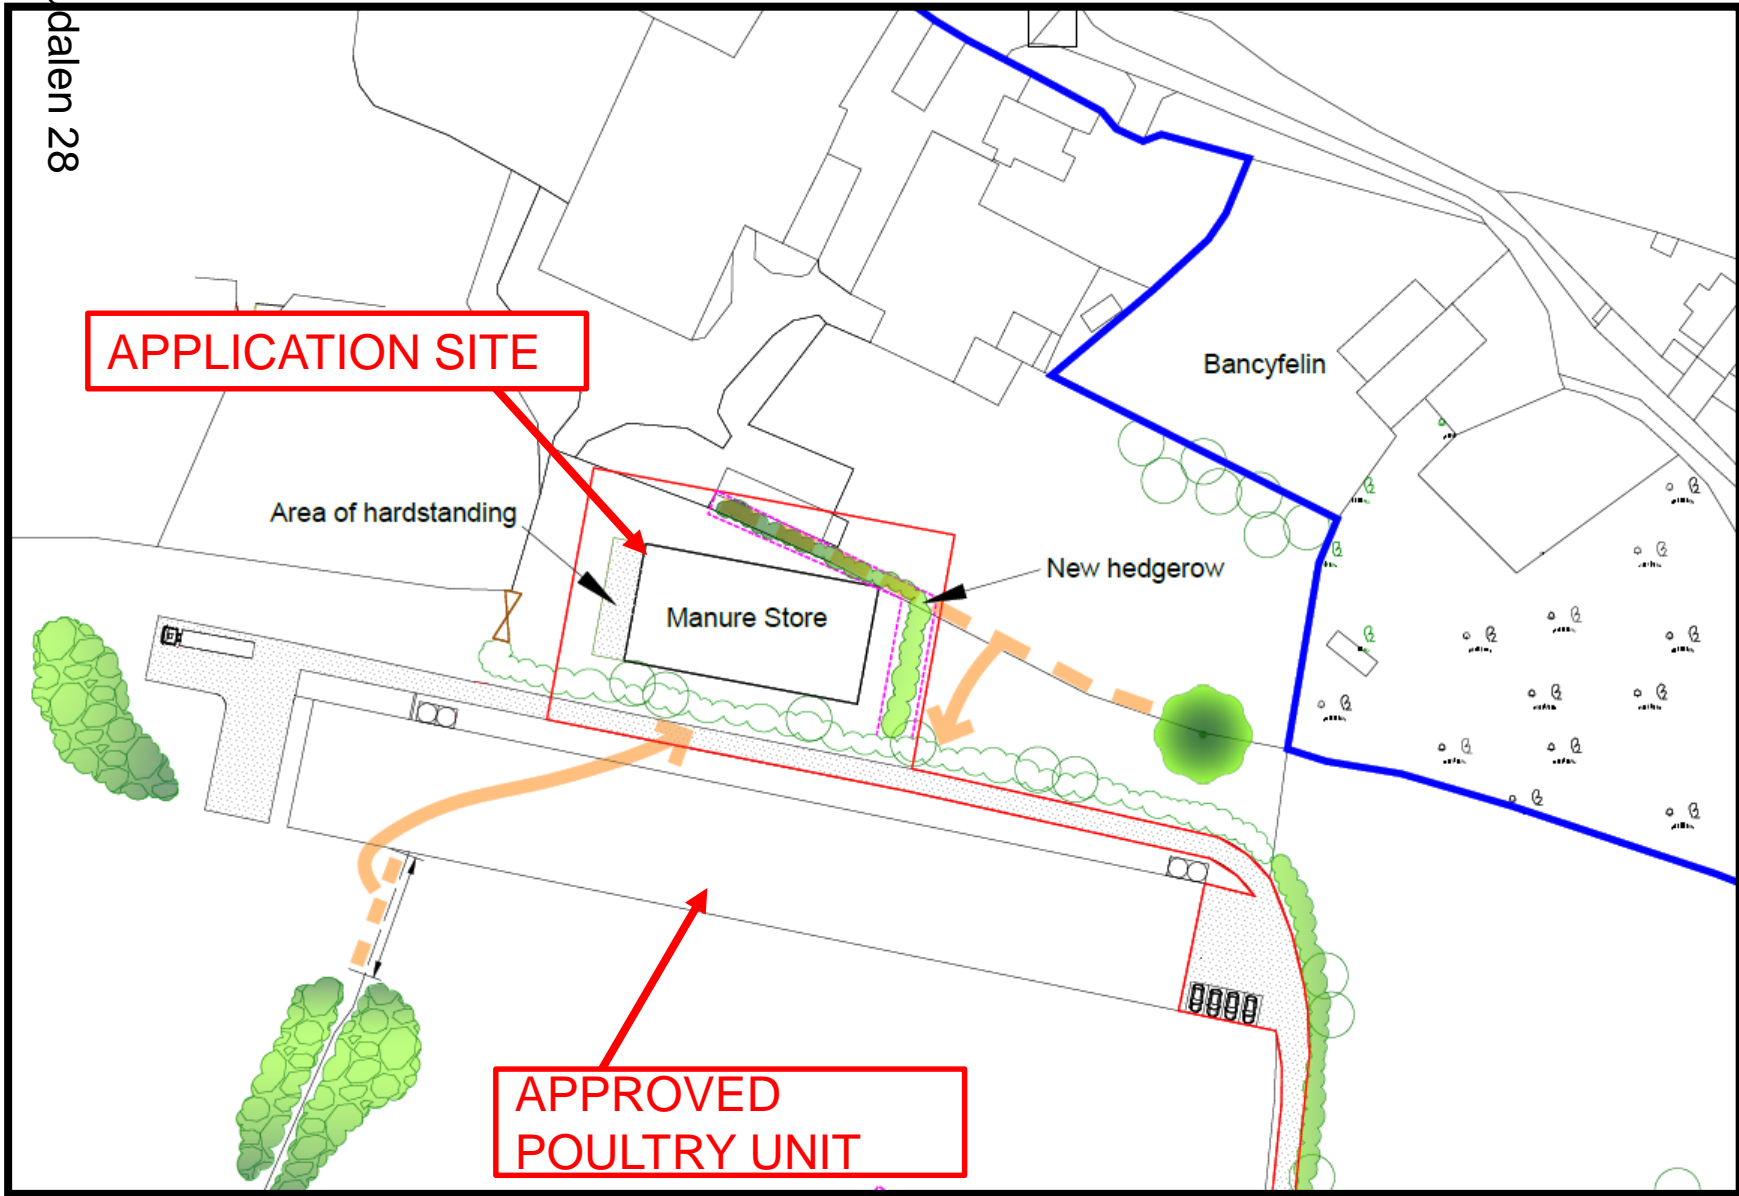 dalen 28
APPLICATION SITE
Bancyfelin
Area of hardstanding
New hedgerow
Manure Store
APPROVED
POULTRY UNIT